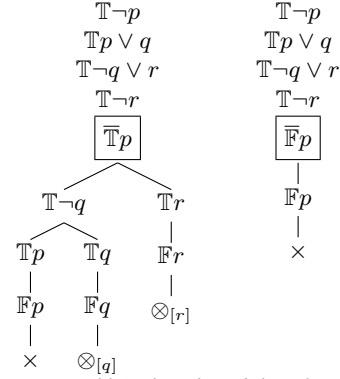 𝕋¬p 𝕋¬p
𝕋p ∨ q 𝕋p ∨ q
𝕋¬q ∨ r 𝕋¬q ∨ r
𝕋¬r 𝕋¬r
𝕋̅p 𝔽̅p
𝕋¬q 𝕋r 𝔽p
𝕋p 𝕋q 𝔽r ×
𝔽p 𝔽q ⊗[r]
× ⊗[q]